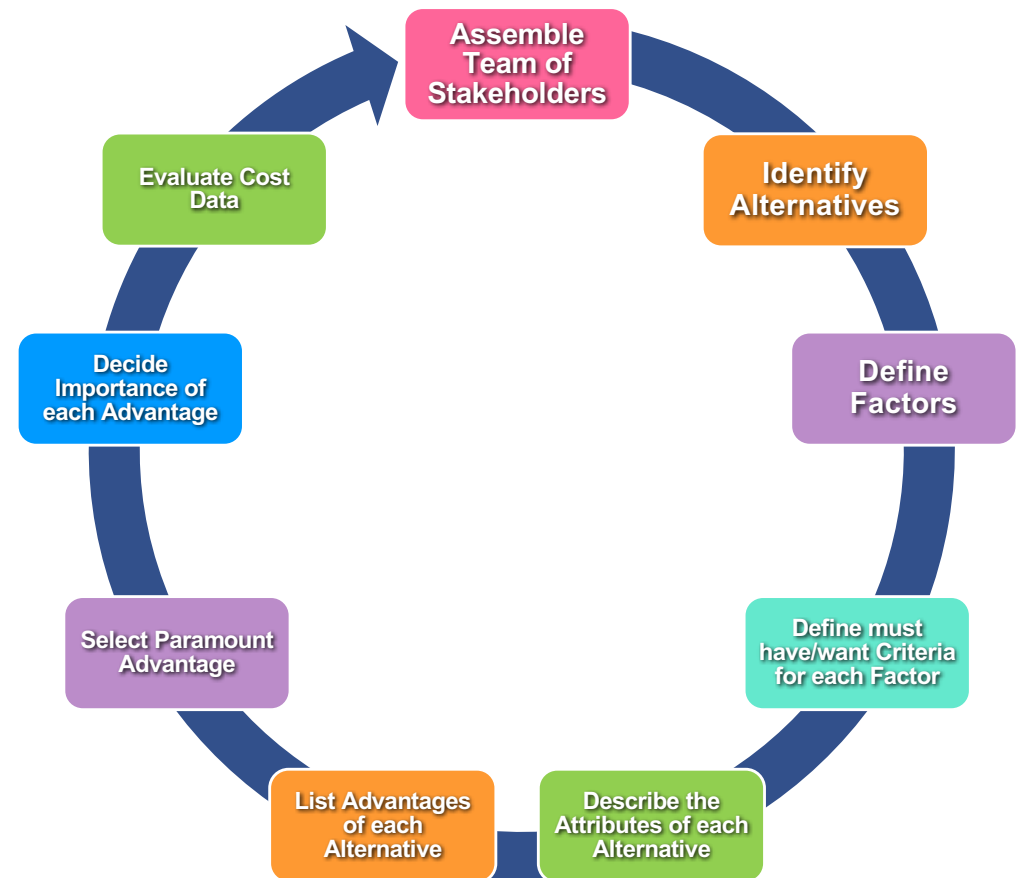 Assemble
Team of
Stakeholders
Identify
Alternatives
Define
Factors
Define must
have/want Criteria
for each Factor
Describe the
Attributes of each
Alternative
List Advantages
of each
Alternative
Select Paramount
Advantage
Decide
Importance of
each Advantage
Evaluate Cost
Data